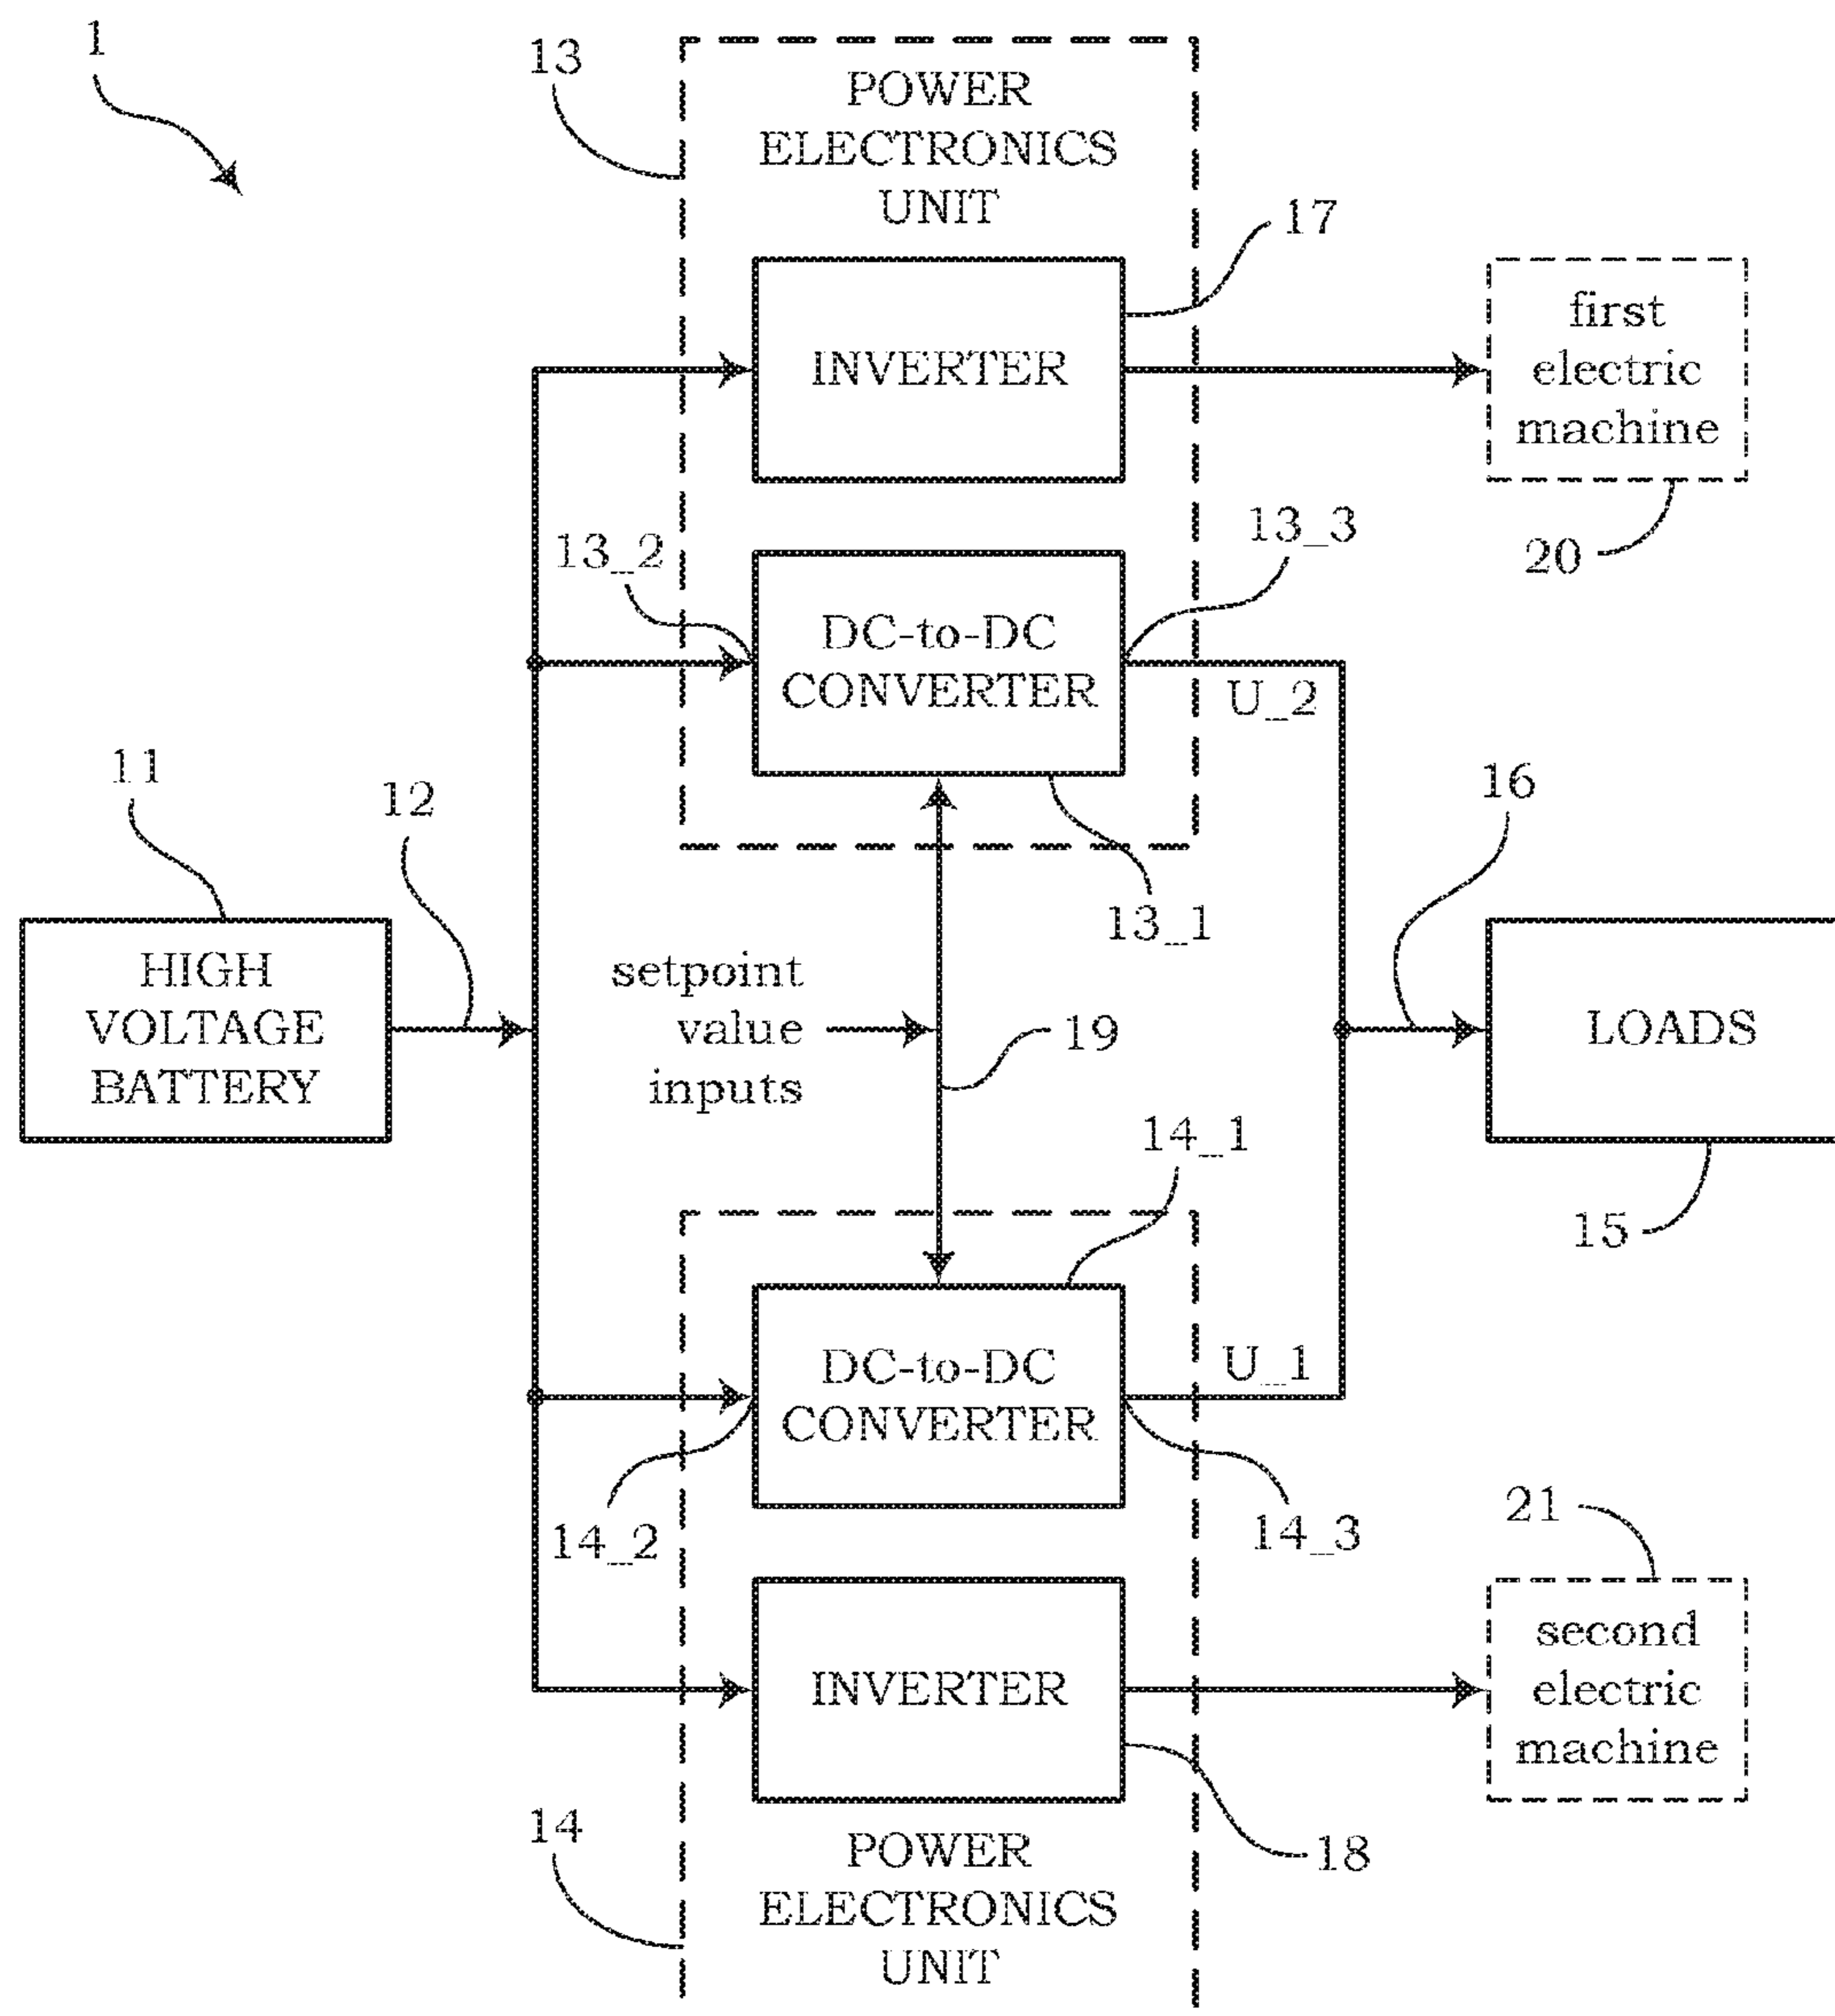 1
13
POWER
ELECTRONICS
UNIT
17
INVERTER
first
electric
machine
20
13_2
13_3
DC-to-DC
CONVERTER
U_2
11
12
16
13_1
HIGH
VOLTAGE
BATTERY
setpoint
value
inputs
19
LOADS
15
14_1
DC-to-DC
CONVERTER
U_1
14_2
14_3
21
INVERTER
second
electric
machine
18
14
POWER
ELECTRONICS
UNIT